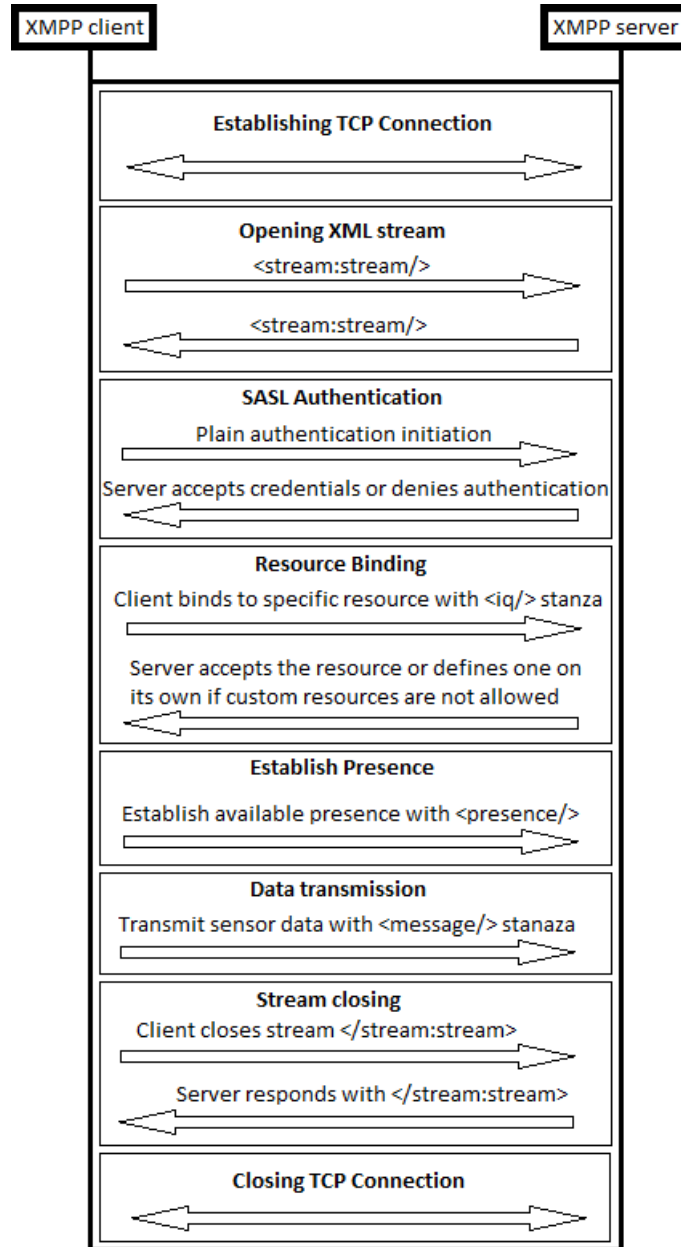 XMPP client
XMPP server
Establishing TCP Connection
Opening XML stream
<stream:stream/>
<stream:stream/>
SASL Authentication
Plain authentication initiation
Server accepts credentials or denies authentication
Resource Binding
Client binds to specific resource with <iq/> stanza
Server accepts the resource or defines one on
its own if custom resources are not allowed
Establish Presence
Establish available presence with <presence/>
Data transmission
Transmit sensor data with <message/> stanaza
Stream closing
Client closes stream </stream:stream>
Server responds with </stream:stream>
Closing TCP Connection